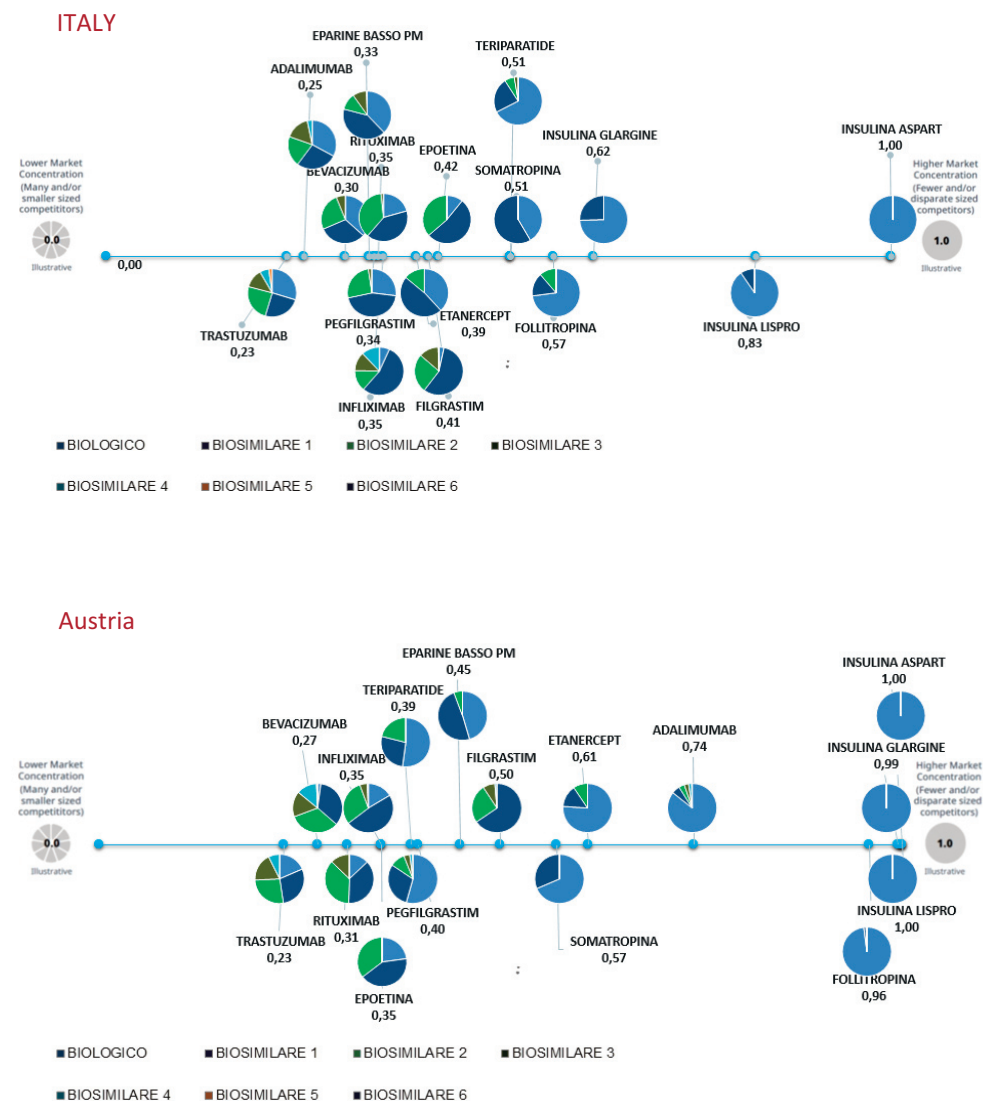 ITALY
EPARINE BASSO PM
0,33
TERIPARATIDE
0,51
ADALIMUMAB
0,25
INSULINA ASPART
1,00
INSULINA GLARGINE
0,62
RITUXIMAB
0,35
EPOETINA
0,42
BEVACIZUMAB
0,30
SOMATROPINA
0,51
Lower Market
Concentration
(Many and/or
smaller sized
competitors)
0.0
Illustrative
Higher Market
Concentration
(Fewer and/or
disparate sized
competitors)
1.0
Illustrative
0,00
TRASTUZUMAB
0,23
PEGFILGRASTIM
0,34
ETANERCEPT
0,39
FOLLITROPINA
0,57
INSULINA LISPRO
0,83
;
INFLIXIMAB
0,35
FILGRASTIM
0,41
BIOLOGICO
BIOSIMILARE 1
BIOSIMILARE 2
BIOSIMILARE 3
BIOSIMILARE 4
BIOSIMILARE 5
BIOSIMILARE 6
Austria
EPARINE BASSO PM
0,45
INSULINA ASPART
1,00
TERIPARATIDE
0,39
BEVACIZUMAB
0,27
INFLIXIMAB
0,35
FILGRASTIM
0,50
ETANERCEPT
0,61
ADALIMUMAB
0,74
INSULINA GLARGINE
0,99
Lower Market
Concentration
(Many and/or
smaller sized
competitors)
0.0
Illustrative
Higher Market
Concentration
(Fewer and/or
disparate sized
competitors)
1.0
Illustrative
TRASTUZUMAB
0,23
RITUXIMAB
0,31
PEGFILGRASTIM
0,40
SOMATROPINA
0,57
INSULINA LISPRO
1,00
;
EPOETINA
0,35
FOLLITROPINA
0,96
BIOLOGICO
BIOSIMILARE 1
BIOSIMILARE 2
BIOSIMILARE 3
BIOSIMILARE 4
BIOSIMILARE 5
BIOSIMILARE 6